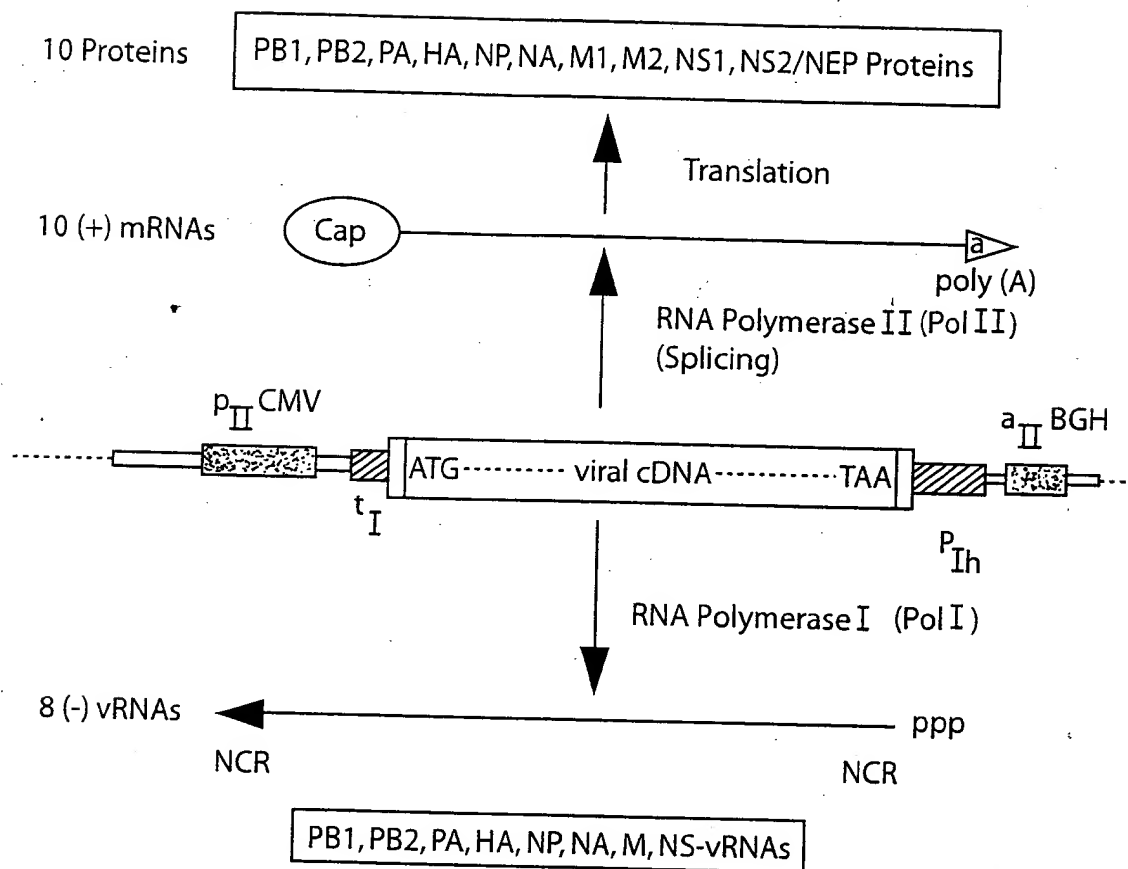 10 Proteins
PB1, PB2, PA, HA, NP, NA, M1, M2, NS1, NS2/NEP Proteins
Translation
10 (+) mRNAs
Cap
a
poly (A)
RNA Polymerase II (Pol II)
(Splicing)
pII CMV
aII BGH
ATG---------- viral cDNA------------TAA
tI
PIh
RNA Polymerase I (Pol I)
8 (-) vRNAs
ppp
NCR
NCR
PB1, PB2, PA, HA, NP, NA, M, NS-vRNAs